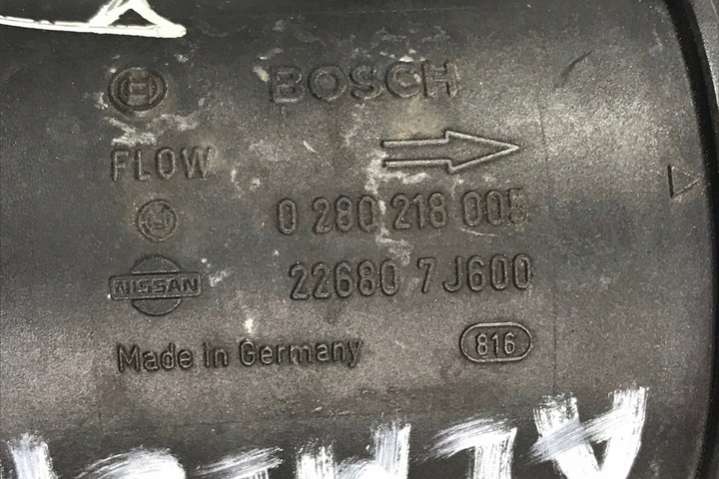 BOSCH
FLOW
0 280 218 005
NISSAN 22680 7J600
Made in Germany 816